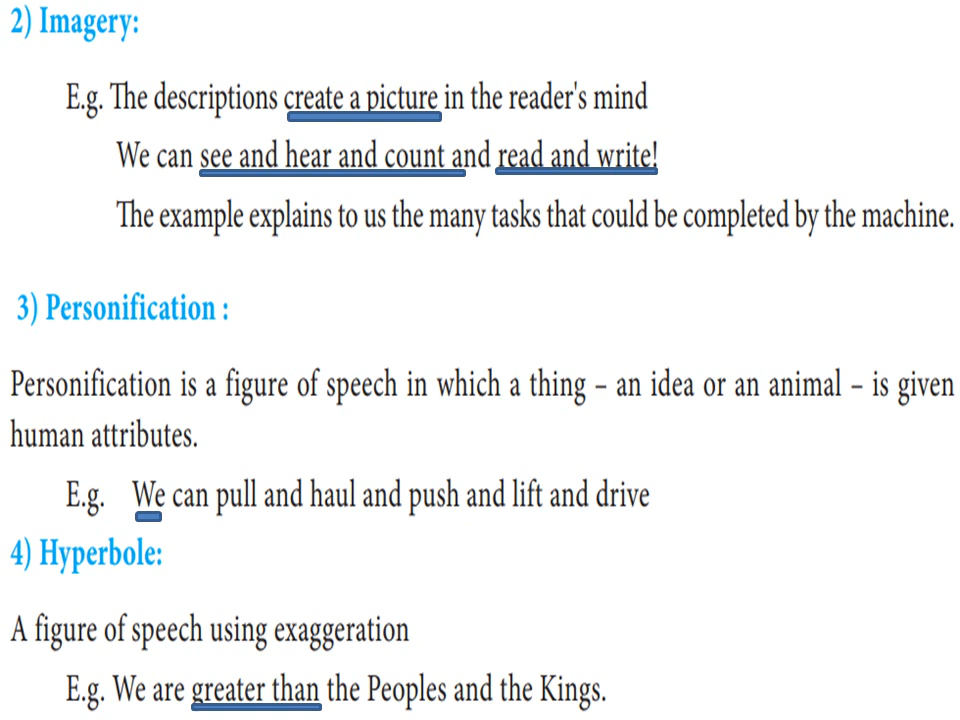 2) Imagery:
E.g. The descriptions create a picture in the reader's mind
We can see and hear and count and read and write!
The example explains to us the many tasks that could be completed by the machine.
3) Personification :
Personification is a figure of speech in which a thing – an idea or an animal – is given
human attributes.
E.g. We can pull and haul and push and lift and drive
4) Hyperbole:
A figure of speech using exaggeration
E.g. We are greater than the Peoples and the Kings.